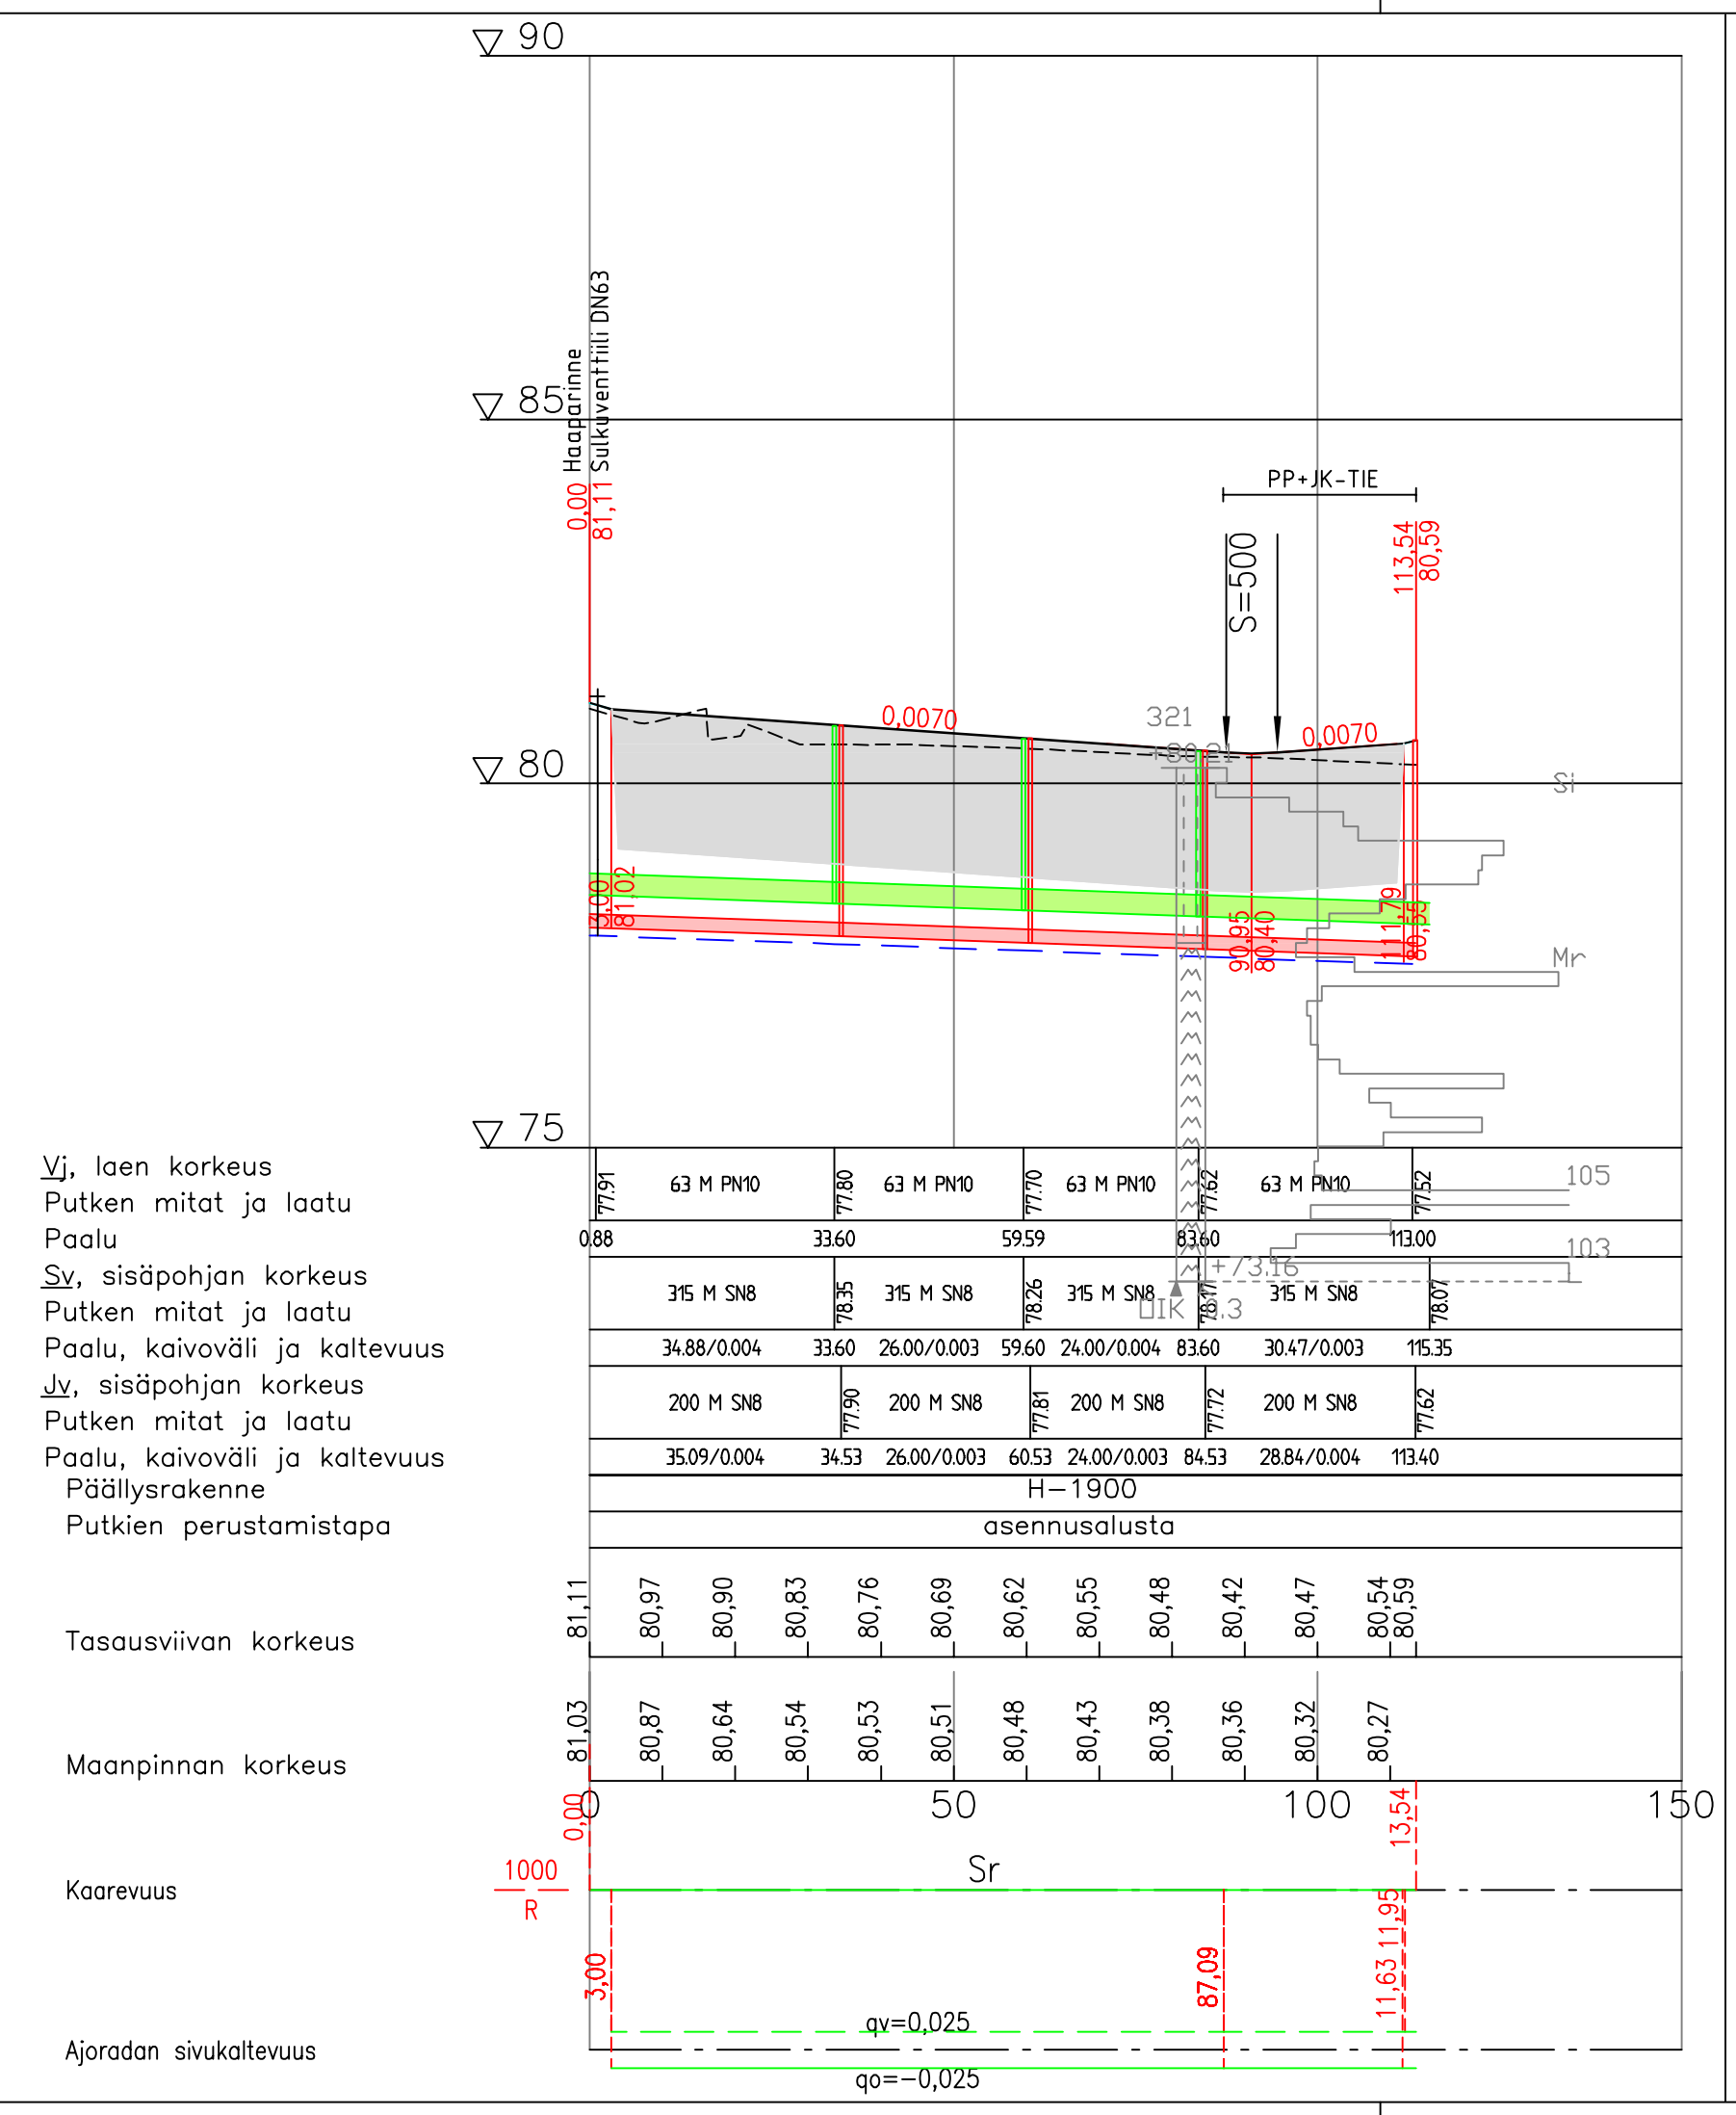 90
85
80
75
Haaparinne
Sulkuventtiili DN63
0,00
81,11
PP+JK-TIE
S=500
113,54
80,59
0,0070
0,0070
321
+80.21
Si
Mr
3,00
81,02
90,95
80,40
111,79
80,55
105
103
+73.16
0.3
Vj, laen korkeus
77.91 77.80 77.70 77.62 77.52
Putken mitat ja laatu
63 M PN10 63 M PN10 63 M PN10 63 M PN10
Paalu
0.88 33.60 59.59 83.60 113.00
Sv, sisäpohjan korkeus
78.35 78.26 78.17 78.07
Putken mitat ja laatu
315 M SN8 315 M SN8 315 M SN8 315 M SN8
Paalu, kaivoväli ja kaltevuus
34.88/0.004 33.60 26.00/0.003 59.60 24.00/0.004 83.60 30.47/0.003 115.35
Jv, sisäpohjan korkeus
77.90 77.81 77.72 77.62
Putken mitat ja laatu
200 M SN8 200 M SN8 200 M SN8 200 M SN8
Paalu, kaivoväli ja kaltevuus
35.09/0.004 34.53 26.00/0.003 60.53 24.00/0.003 84.53 28.84/0.004 113.40
Päällysrakenne
H-1900
Putkien perustamistapa
asennusalusta
Tasausviivan korkeus
81,11 80,97 80,90 80,83 80,76 80,69 80,62 80,55 80,48 80,42 80,47 80,54 80,59
Maanpinnan korkeus
81,03 80,87 80,64 80,54 80,53 80,51 80,48 80,43 80,38 80,36 80,32 80,27
0 50 100 150
0,00
13,54
Kaarevuus
1000
R
Sr
3,00
87,09
11,63
11,95
Ajoradan sivukaltevuus
qv=0,025
qo=-0,025